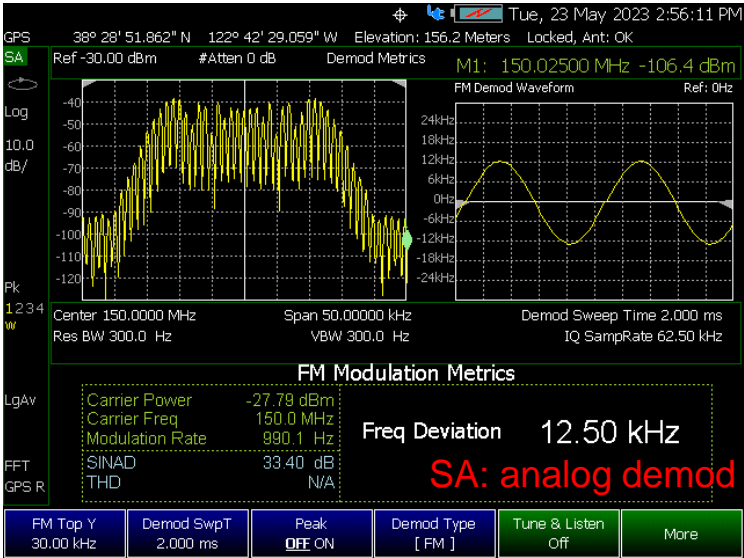 Tue, 23 May 2023 2:56:11 PM
GPS 38º 28' 51.862" N 122º 42' 29.059" W Elevation: 156.2 Meters Locked, Ant: OK
SA Ref -30.00 dBm #Atten 0 dB Demod Metrics M1: 150.02500 MHz -106.4 dBm
FM Demod Waveform Ref: 0Hz
Log
10.0
dB/
-40
-50
-60
-70
-80
-90
-100
-110
-120
24kHz
18kHz
12kHz
6kHz
0Hz
-6kHz
-12kHz
-18kHz
-24kHz
Pk
1234
W
Center 150.0000 MHz Span 50.00000 kHz Demod Sweep Time 2.000 ms
Res BW 300.0 Hz VBW 300.0 Hz IQ SampRate 62.50 kHz
FM Modulation Metrics
LgAv
Carrier Power -27.79 dBm
Carrier Freq 150.0 MHz
Modulation Rate 990.1 Hz
SINAD 33.40 dB
THD N/A
Freq Deviation 12.50 kHz
SA: analog demod
FFT
GPS R
FM Top Y
30.00 kHz
Demod SwpT
2.000 ms
Peak
OFF ON
Demod Type
[ FM ]
Tune & Listen
Off
More